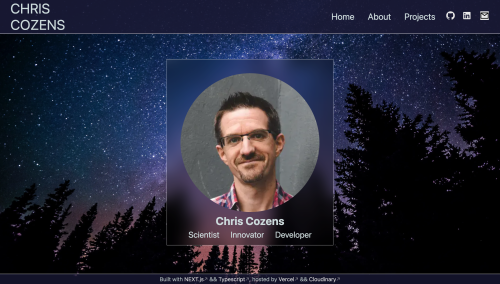 CHRIS
COZENS
Home About Projects
Chris Cozens
Scientist Innovator Developer
Built with NEXT.js && Typescript, hosted by Vercel && Cloudinary